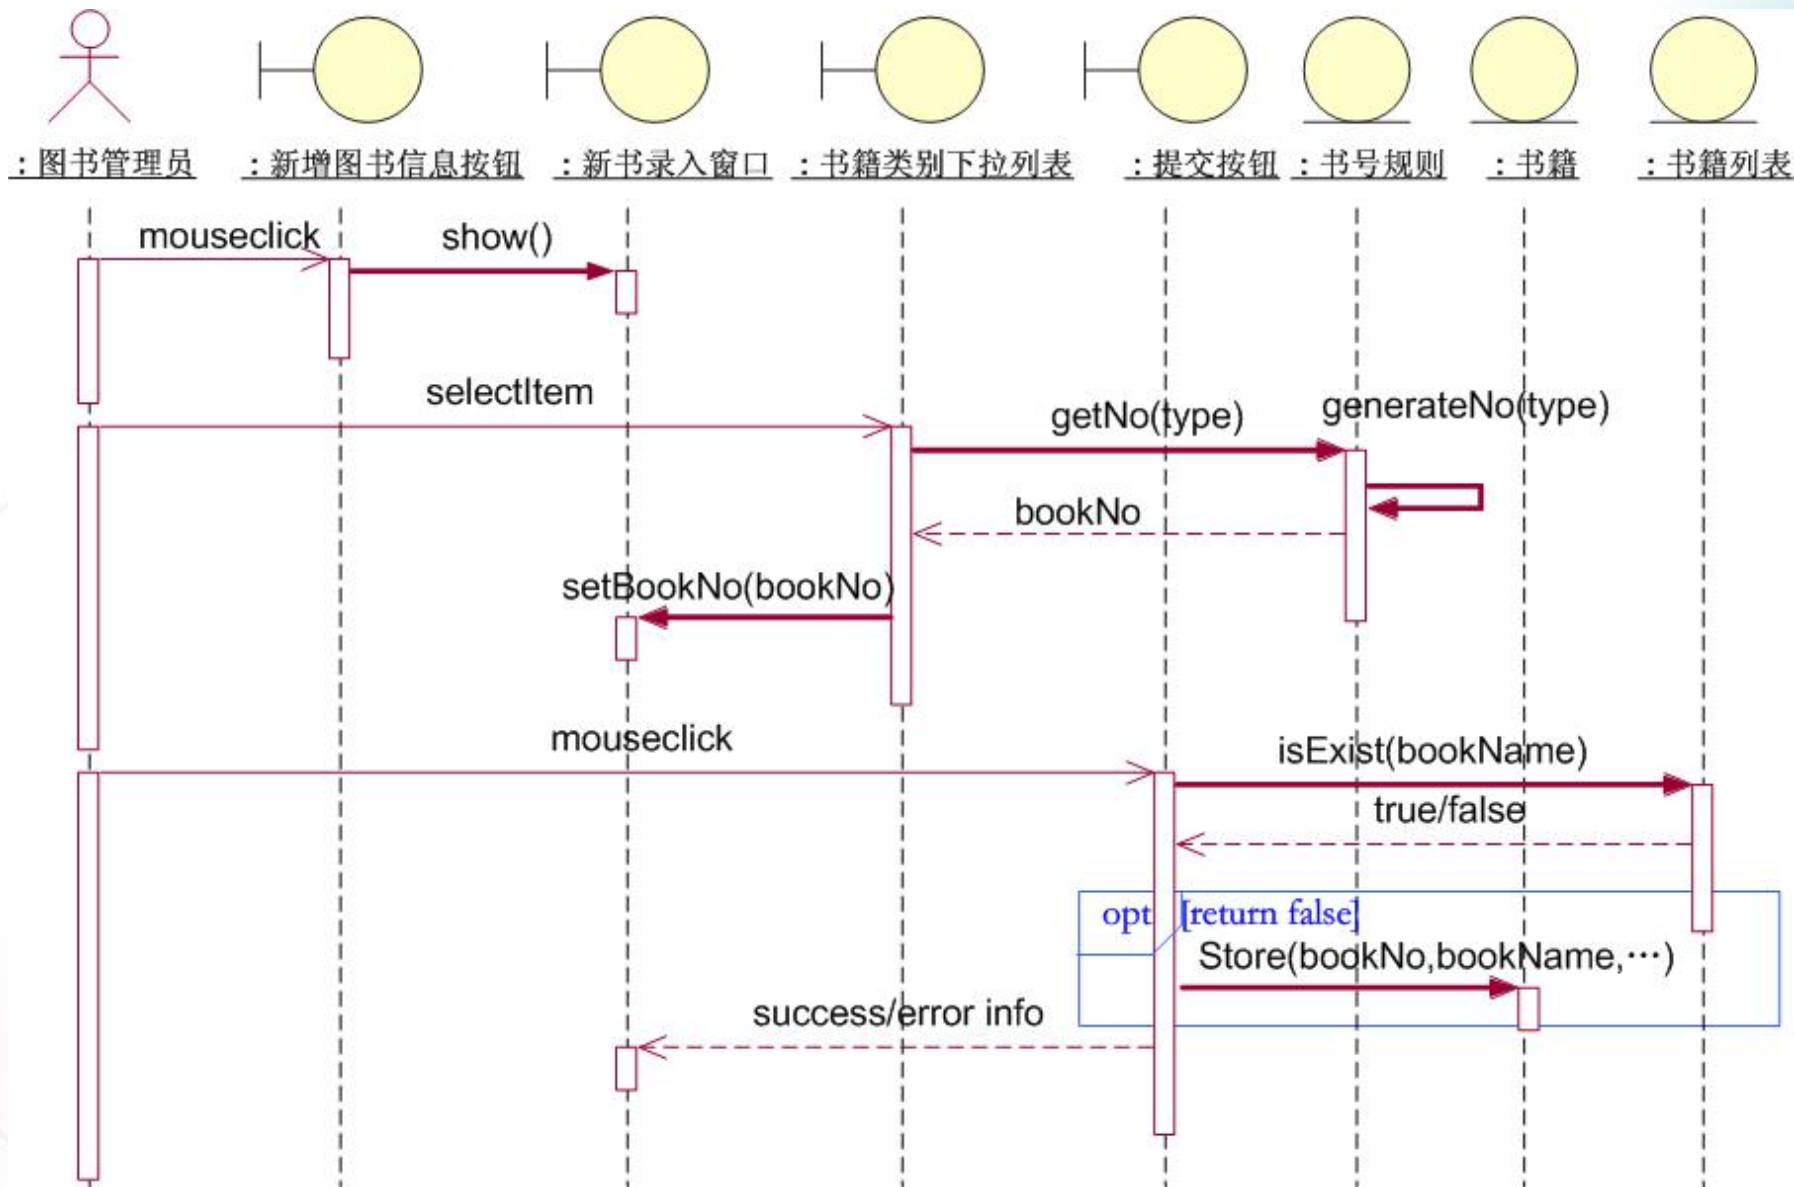 ：图书管理员
：新增图书信息按钮
：新书录入窗口
：书籍类别下拉列表
：提交按钮
：书号规则
：书籍
：书籍列表
mouseclick
show()
selectItem
getNo(type)
generateNo(type)
bookNo
setBookNo(bookNo)
mouseclick
isExist(bookName)
true/false
opt
[return false]
Store(bookNo,bookName,…)
success/error info